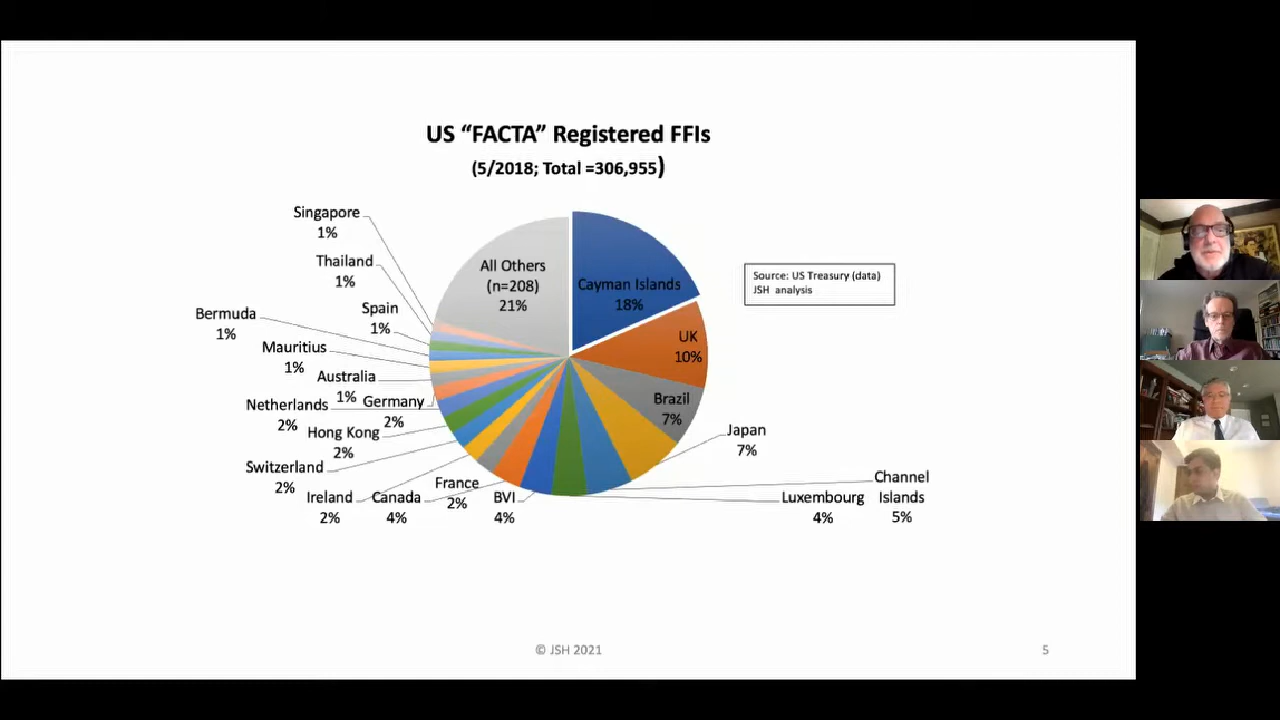 US “FACTA” Registered FFIs
(5/2018; Total =306,955)
Singapore
1%
Thailand
1%
Spain
1%
Bermuda
1%
Mauritius
1%
Australia
1%
Germany
2%
Netherlands
2%
Hong Kong
2%
Switzerland
2%
Ireland
2%
Canada
4%
France
2%
BVI
4%
All Others
(n=208)
21%
Cayman Islands
18%
UK
10%
Brazil
7%
Japan
7%
Luxembourg
4%
Channel
Islands
5%
Source: US Treasury (data)
JSH analysis
© JSH 2021
5